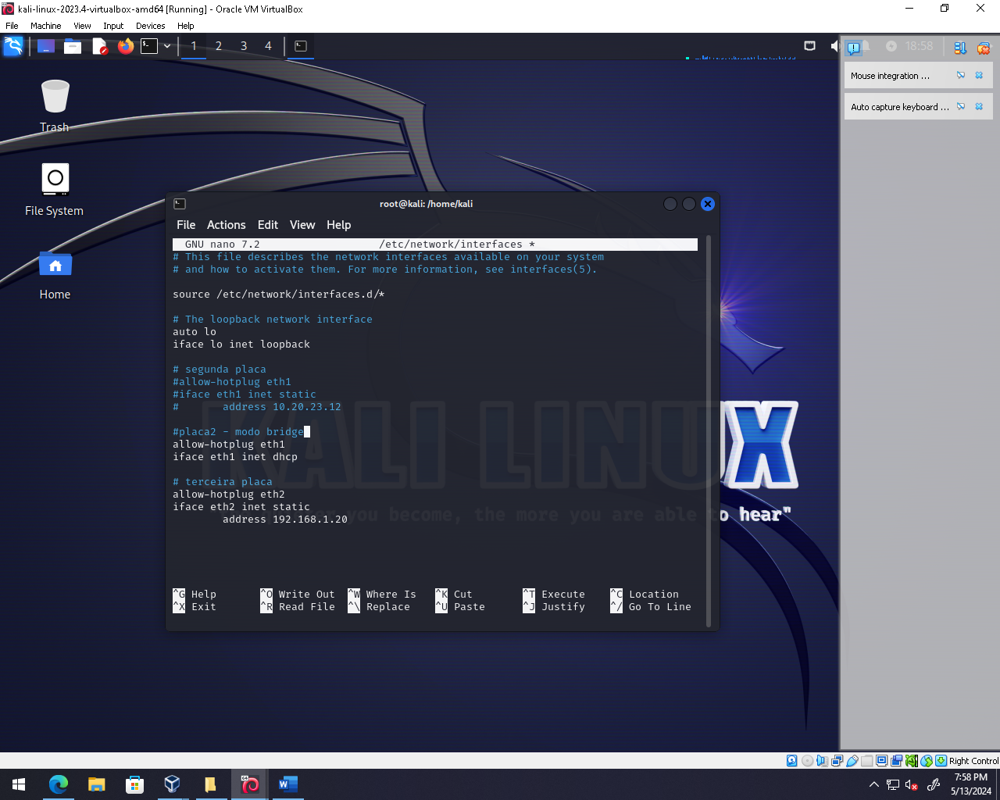 kali-linux-2023.4-virtualbox-amd64 [Running] - Oracle VM VirtualBox
File Machine View Input Devices Help
1 2 3 4
18:58
Mouse integration ...
Auto capture keyboard ...
Trash
File System
Home
root@kali: /home/kali
File Actions Edit View Help
GNU nano 7.2 /etc/network/interfaces *
# This file describes the network interfaces available on your system
# and how to activate them. For more information, see interfaces(5).
source /etc/network/interfaces.d/*
# The loopback network interface
auto lo
iface lo inet loopback
# segunda placa
#allow-hotplug eth1
#iface eth1 inet static
#       address 10.20.23.12
#placa2 - modo bridge
allow-hotplug eth1
iface eth1 inet dhcp
# terceira placa
allow-hotplug eth2
iface eth2 inet static
        address 192.168.1.20
KALI LINUX
you become, the more you are able to hear"
^G Help ^O Write Out ^W Where Is ^K Cut ^T Execute ^C Location
^X Exit ^R Read File ^\ Replace ^U Paste ^J Justify ^/ Go To Line
Right Control
64
7:58 PM
5/13/2024